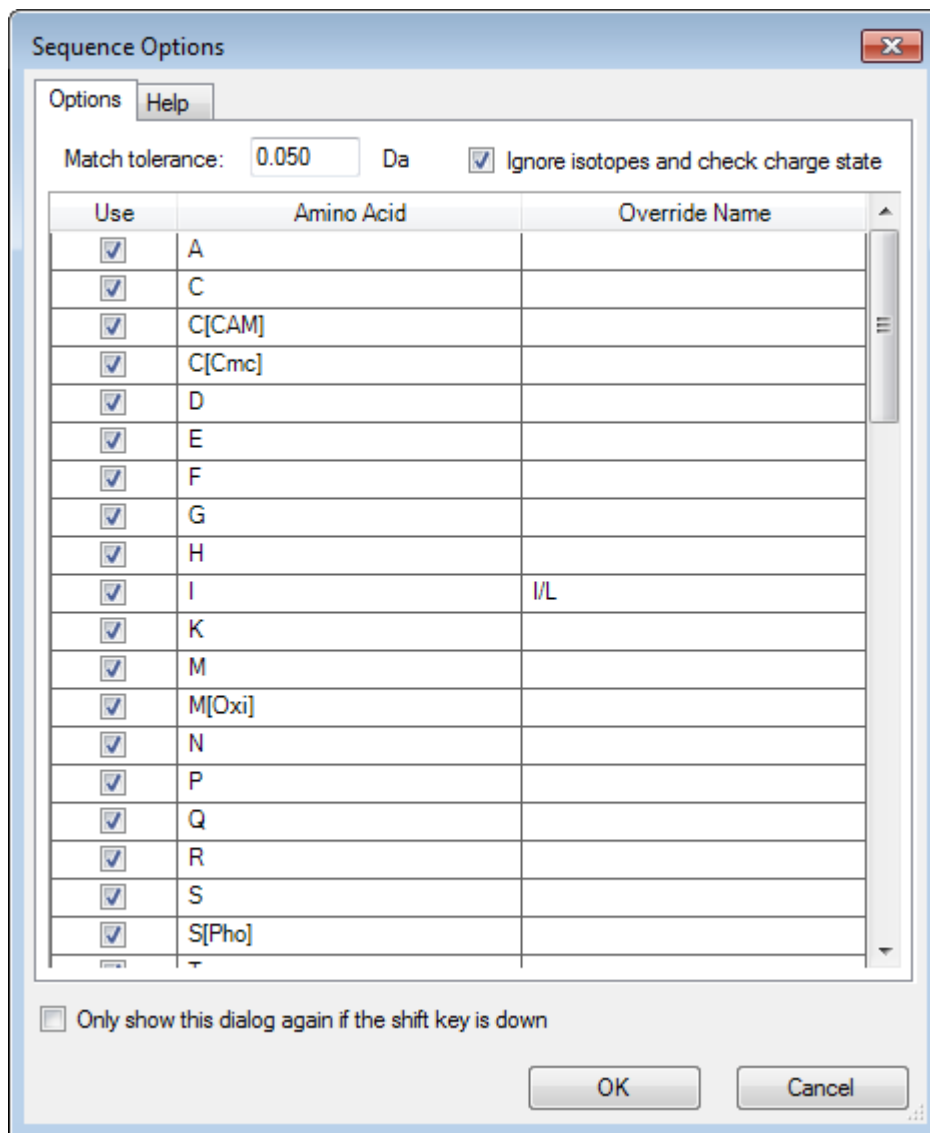 Sequence Options
Options Help
Match tolerance: 0.050 Da Ignore isotopes and check charge state
Use Amino Acid Override Name
A
C
C[CAM]
C[Cmc]
D
E
F
G
H
I I/L
K
M
M[Oxi]
N
P
Q
R
S
S[Pho]
Only show this dialog again if the shift key is down
OK Cancel